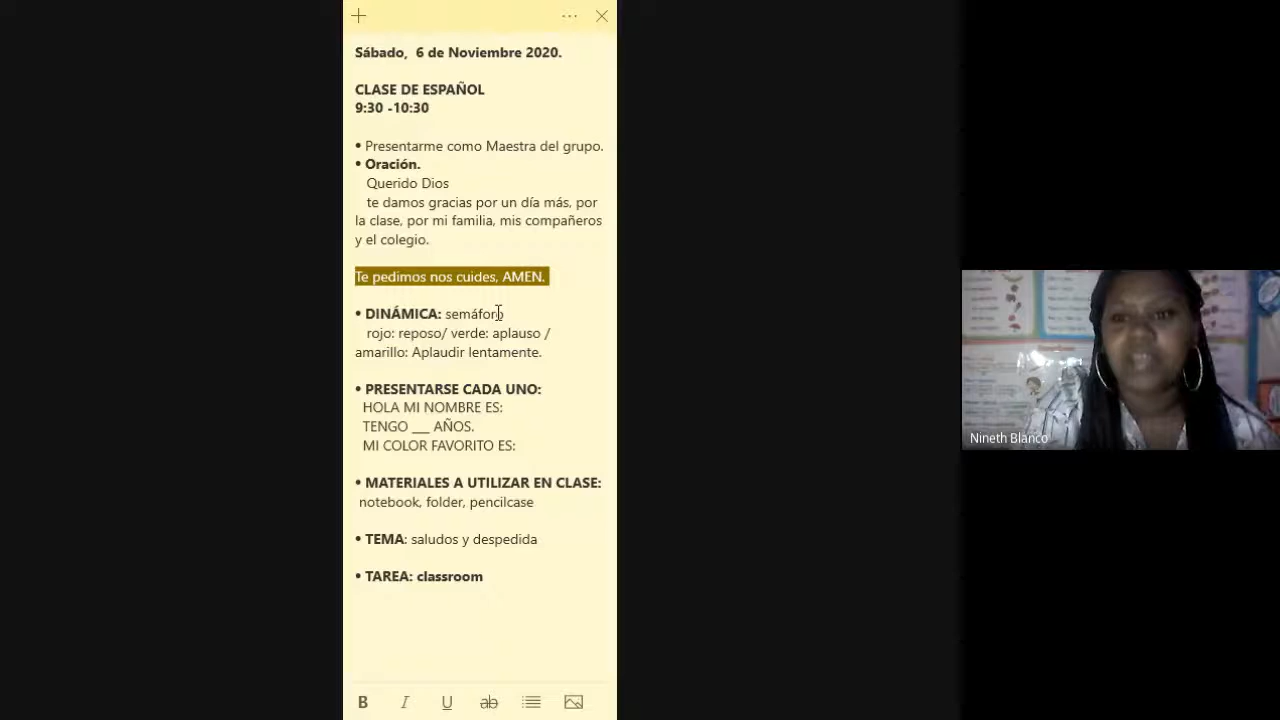 Sábado,  6 de Noviembre 2020.
CLASE DE ESPAÑOL
9:30 -10:30
• Presentarme como Maestra del grupo.
• Oración.
Querido Dios
te damos gracias por un día más, por
la clase, por mi familia, mis compañeros
y el colegio.
Te pedimos nos cuides, AMEN.
• DINÁMICA: semáforo
rojo: reposo/ verde: aplauso /
amarillo: Aplaudir lentamente.
• PRESENTARSE CADA UNO:
HOLA MI NOMBRE ES:
TENGO ___ AÑOS.
MI COLOR FAVORITO ES:
• MATERIALES A UTILIZAR EN CLASE:
notebook, folder, pencilcase
• TEMA: saludos y despedida
• TAREA: classroom
B I U ab
Nineth Blanco